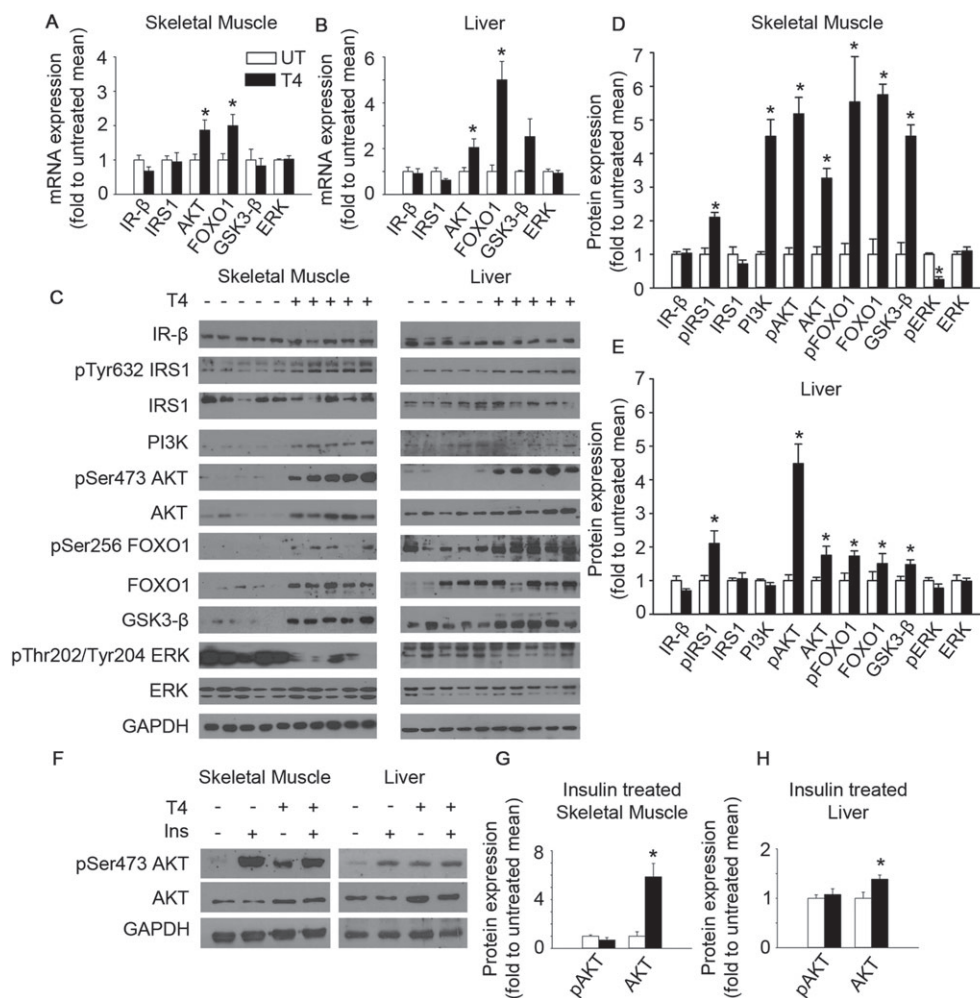 A
Skeletal Muscle
mRNA expression
(fold to untreated mean)
4
3
2
1
0
UT
T4
*
*
IR-β
IRS1
AKT
FOXO1
GSK3-β
ERK
B
Liver
mRNA expression
(fold to untreated mean)
6
4
2
0
*
*
IR-β
IRS1
AKT
FOXO1
GSK3-β
ERK
D
Skeletal Muscle
Protein expression
(fold to untreated mean)
7
6
5
4
3
2
1
0
* * * * * * * *
IR-β
pIRS1
IRS1
PI3K
pAKT
AKT
pFOXO1
FOXO1
GSK3-β
pERK
ERK
C
Skeletal Muscle
Liver
T4 - - - - - + + + + + - - - - - + + + + +
IR-β
pTyr632 IRS1
IRS1
PI3K
pSer473 AKT
AKT
pSer256 FOXO1
FOXO1
GSK3-β
pThr202/Tyr204 ERK
ERK
GAPDH
E
Liver
Protein expression
(fold to untreated mean)
6
5
4
3
2
1
0
* * * * * *
IR-β
pIRS1
IRS1
PI3K
pAKT
AKT
pFOXO1
FOXO1
GSK3-β
pERK
ERK
F
Skeletal Muscle
Liver
T4 - - + + - - + +
Ins - + - + - + - +
pSer473 AKT
AKT
GAPDH
G
Insulin treated
Skeletal Muscle
Protein expression
(fold to untreated mean)
8
6
4
2
0
*
pAKT
AKT
H
Insulin treated
Liver
Protein expression
(fold to untreated mean)
2
1
0
*
pAKT
AKT